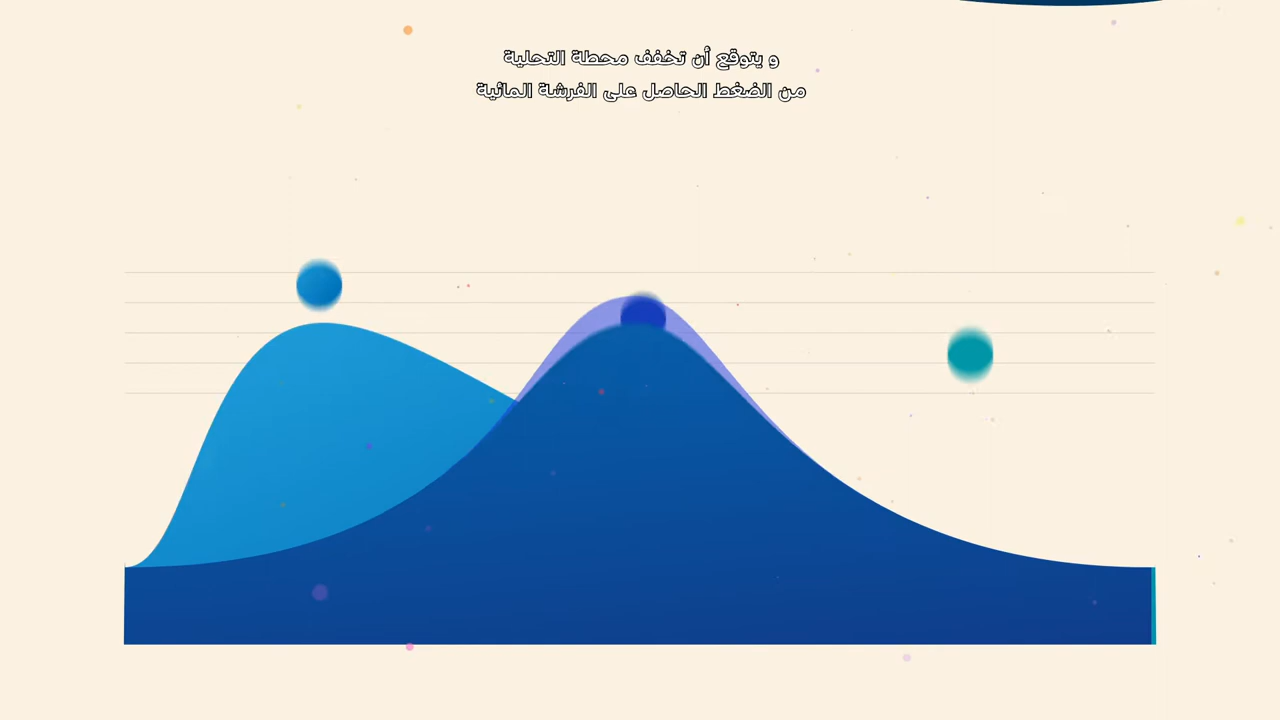 و يتوقع أن تخفف محطة التحلية
من الضغط الحاصل على الفرشة المائية